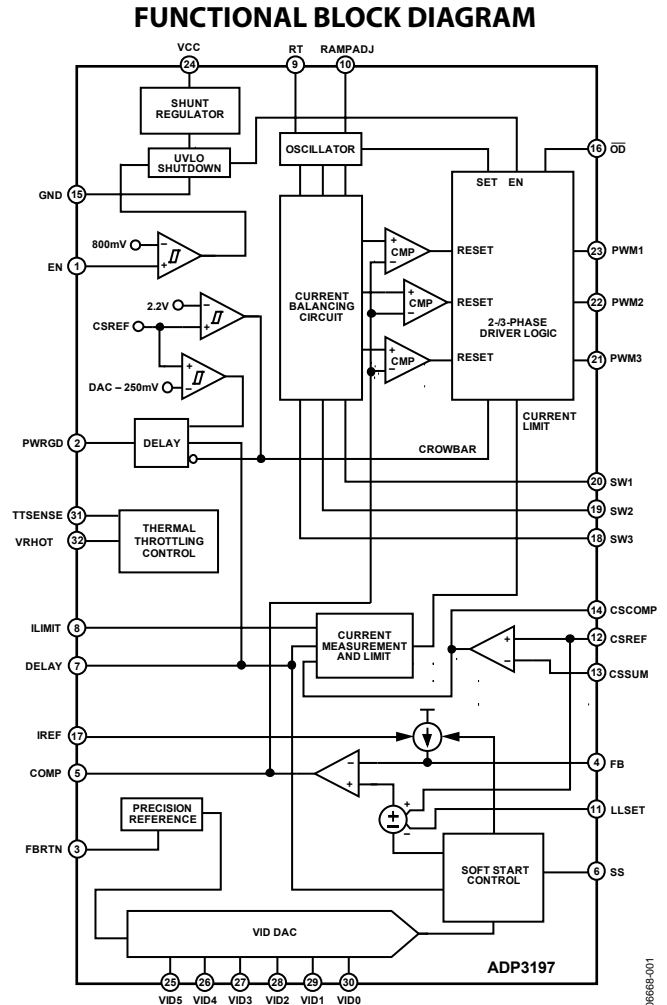 FUNCTIONAL BLOCK DIAGRAM
VCC
RT
RAMPADJ
24
9
10
SHUNT
REGULATOR
OSCILLATOR
UVLO
SHUTDOWN
16
OD
SET EN
GND
15
800mV
EN
1
CMP
RESET
23
PWM1
2.2V
CSREF
CURRENT
BALANCING
CIRCUIT
CMP
RESET
22
PWM2
2-/3-PHASE
DRIVER LOGIC
CMP
RESET
21
PWM3
DAC – 250mV
CURRENT
LIMIT
PWRGD
2
DELAY
CROWBAR
20
SW1
19
SW2
18
SW3
TTSENSE
31
VRHOT
32
THERMAL
THROTTLING
CONTROL
ILIMIT
8
CURRENT
MEASUREMENT
AND LIMIT
14
CSCOMP
12
CSREF
13
CSSUM
DELAY
7
IREF
17
COMP
5
4
FB
11
LLSET
PRECISION
REFERENCE
FBRTN
3
SOFT START
CONTROL
6
SS
VID DAC
ADP3197
25
26
27
28
29
30
VID5
VID4
VID3
VID2
VID1
VID0
06668-001